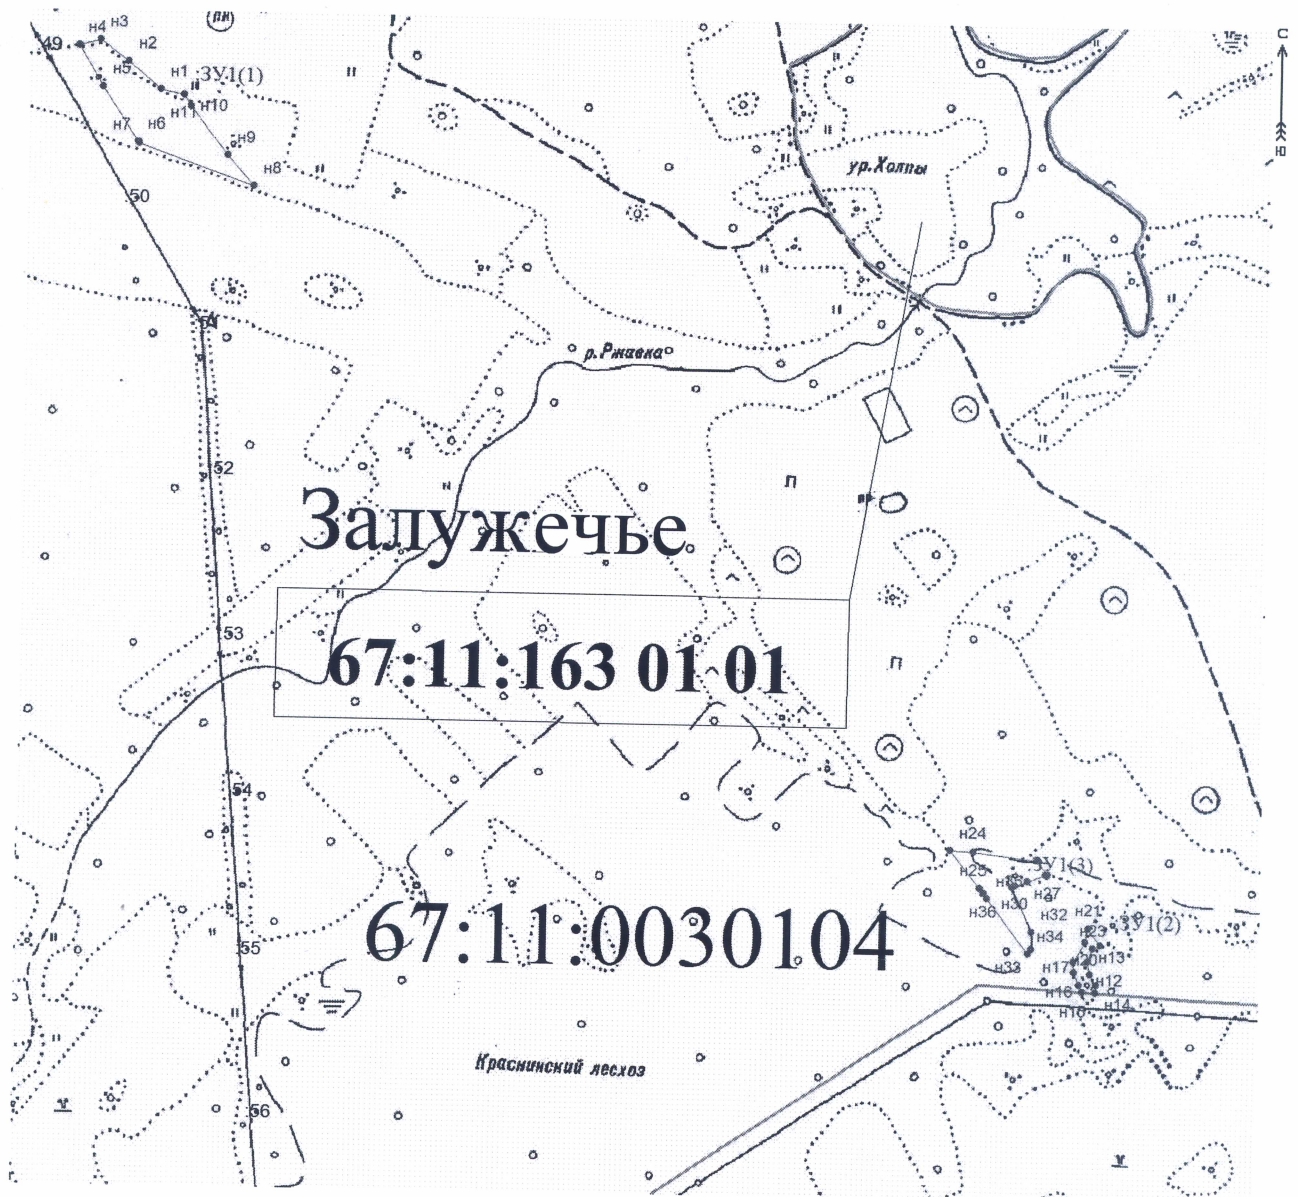 пн
С
49
н4
н3
н2
н5
н1
ЗУ1(1)
н10
н11
н6
н7
н9
н8
Ю
50
ур.Холпы
51
р.Ржавка
52
П
Залужечье
53
67:11:163 01 01
П
54
н24
ЗУ1(3)
н25
н30
н27
н36
н32
н21
ЗУ1(2)
н23
н34
н33
н17
н20
н13
н12
н16
н14
67:11:0030104
55
Краснинский лесхоз
56